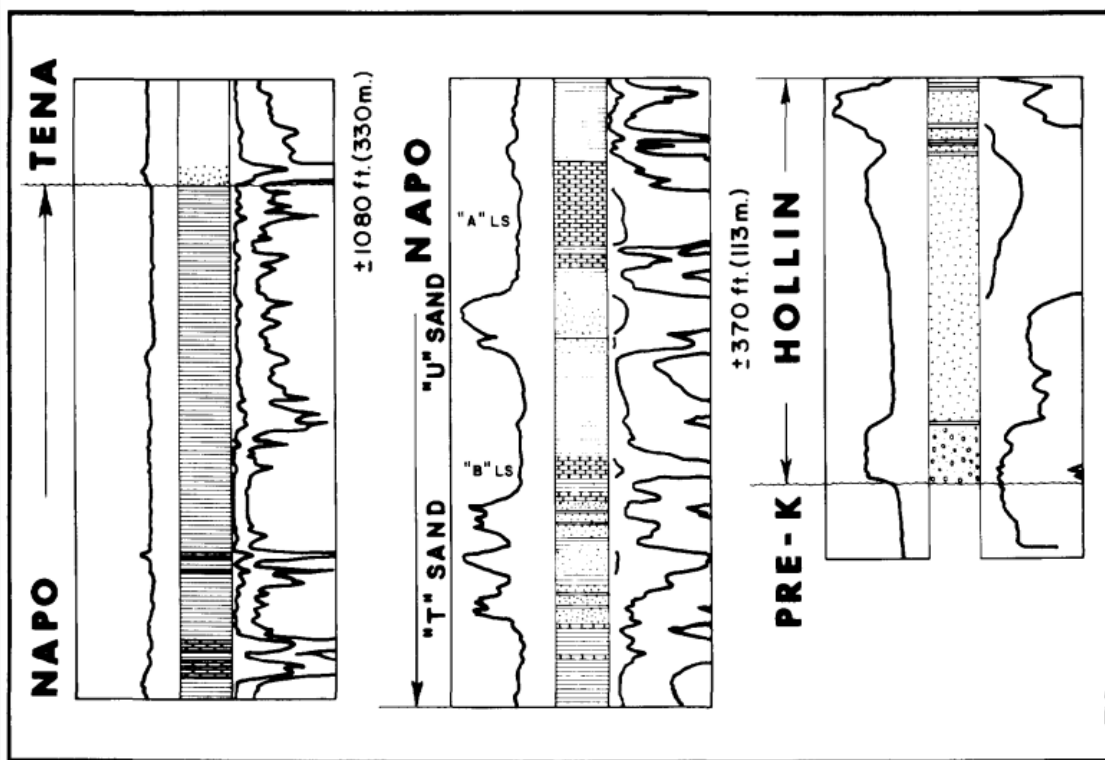 TENA
NAPO
±1080 ft. (330m.)
NAPO
"A" LS
"U" SAND
"B" LS
"T" SAND
±370 ft. (113m.)
HOLLIN
PRE-K